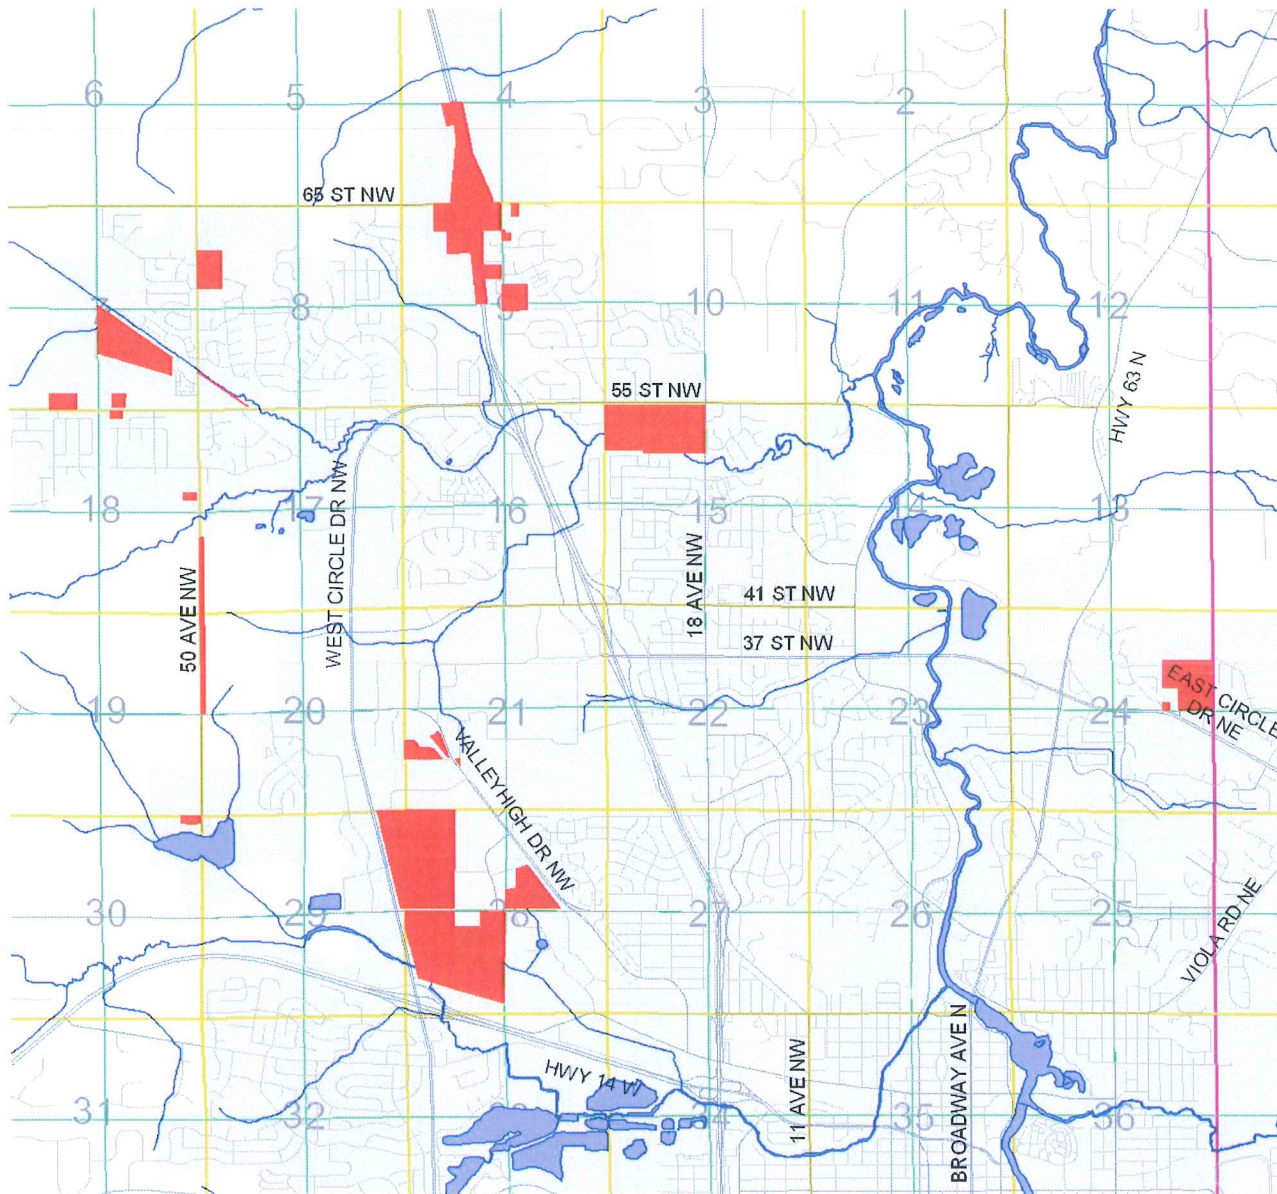 6 5 4 3 2
65 ST NW
7 8 9 10 11 12
HWY 63 N
55 ST NW
18 17 16 15 14 13
WEST CIRCLE DR NW
50 AVE NW
18 AVE NW
41 ST NW
37 ST NW
EAST CIRCLE
DR NE
19 20 21 22 23 24
VALLEYHIGH DR NW
30 29 28 27 26 25
VIOLA RD NE
HWY 14 W
11 AVE NW
BROADWAY AVE N
31 32 35 36